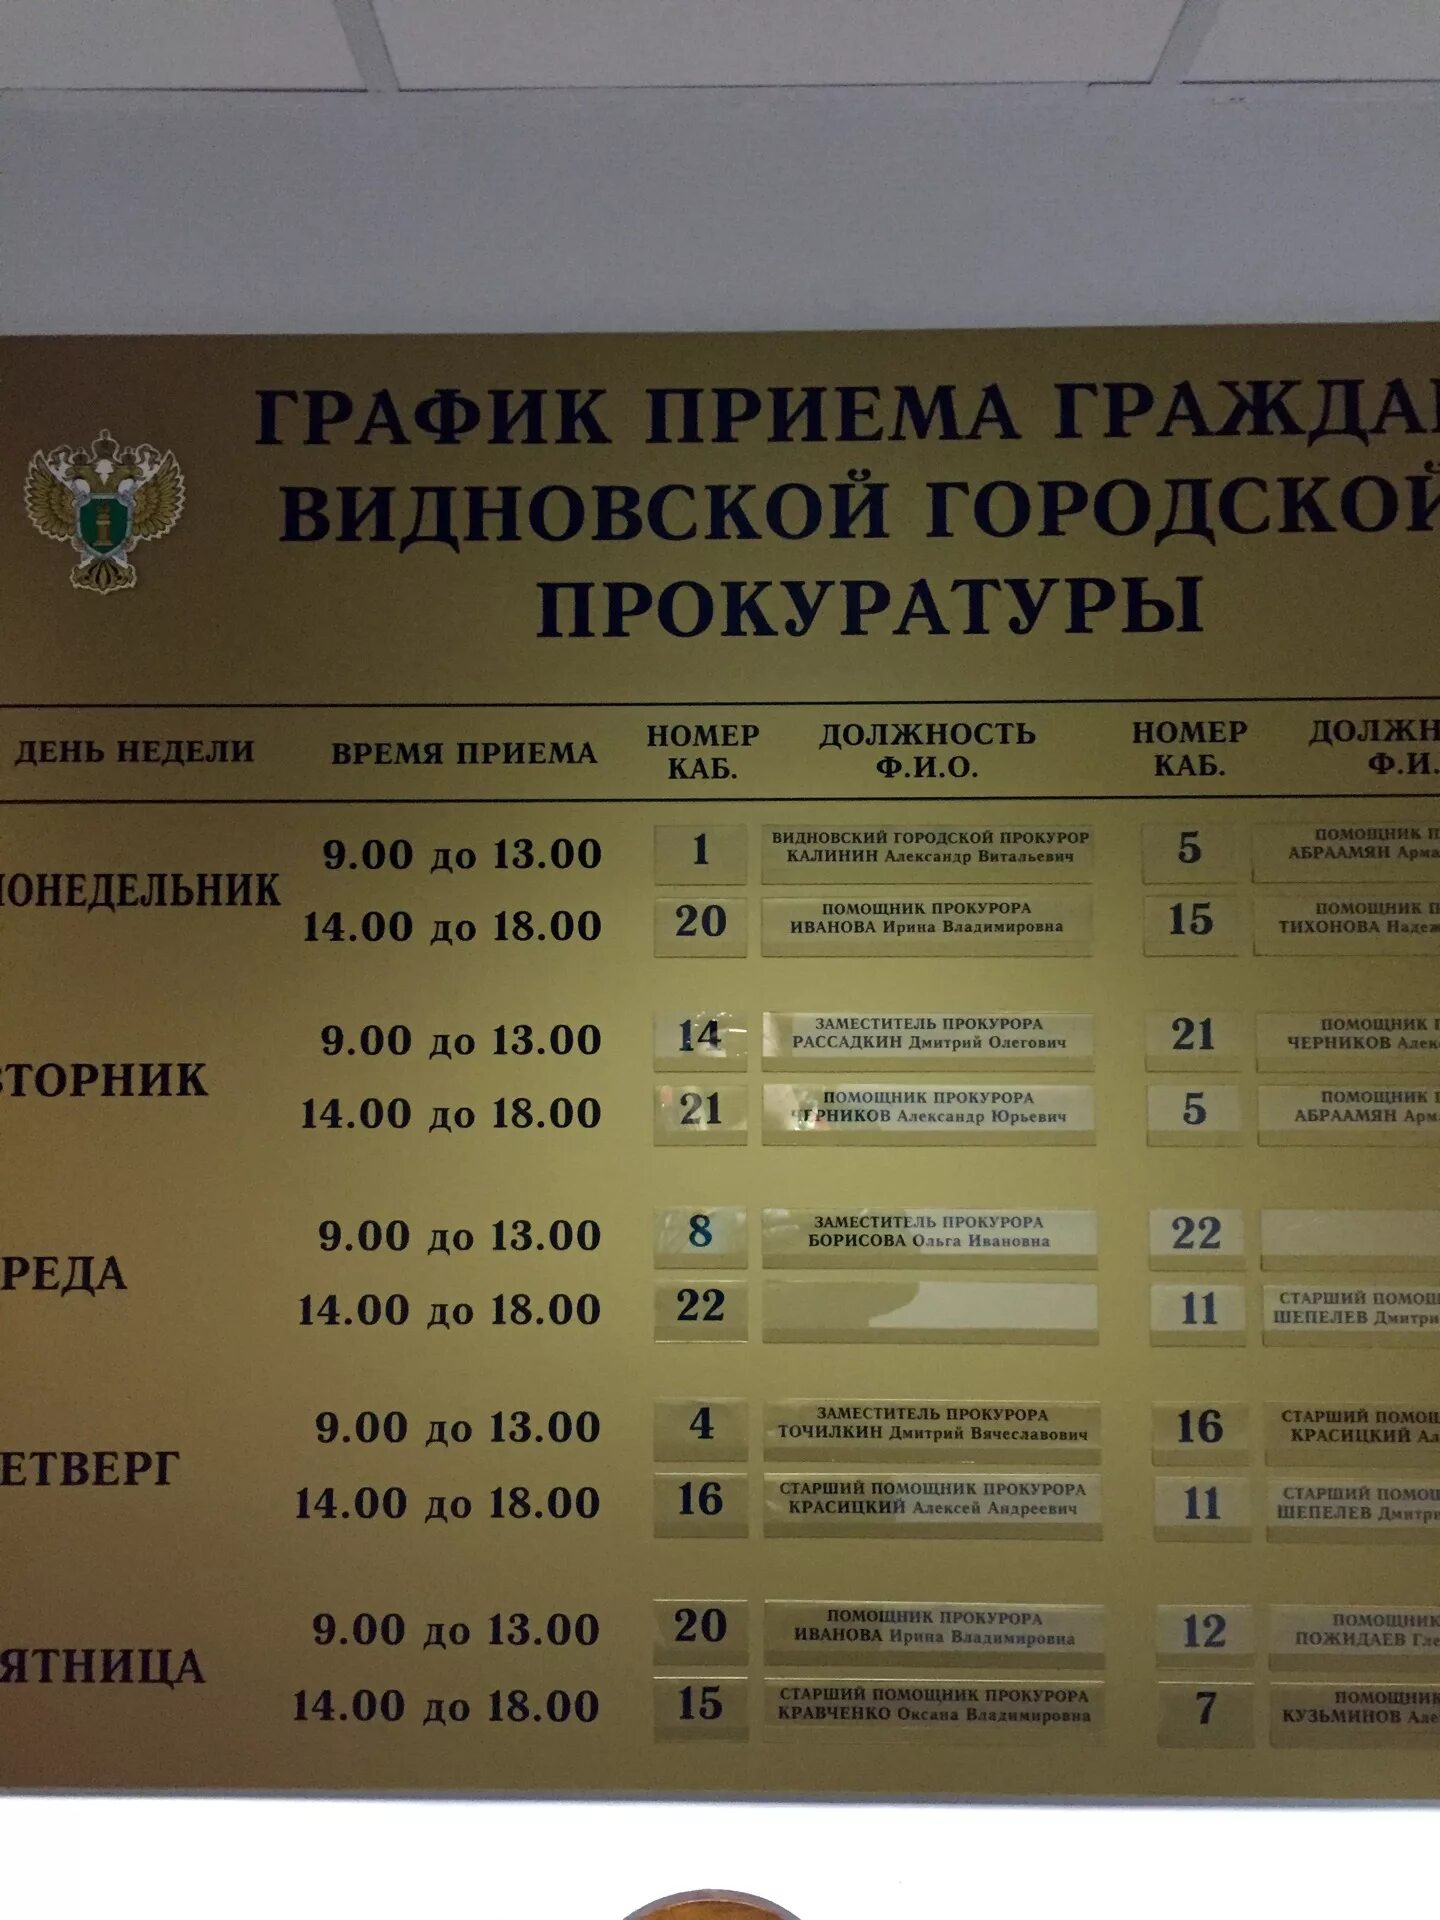 ГРАФИК ПРИЕМА ГРАЖДА
ВИДНОВСКОЙ ГОРОДСКОЙ
ПРОКУРАТУРЫ
ДЕНЬ НЕДЕЛИ ВРЕМЯ ПРИЕМА НОМЕР КАБ. ДОЛЖНОСТЬ Ф.И.О. НОМЕР КАБ. ДОЛЖН Ф.И.
ОНЕДЕЛЬНИК
9.00 до 13.00 1 ВИДНОВСКИЙ ГОРОДСКОЙ ПРОКУРОР 5 ПОМОЩНИК П
КАЛИНИН Александр Витальевич АБРААМЯН Арма
14.00 до 18.00 20 ПОМОЩНИК ПРОКУРОРА 15 ПОМОЩНИК П
ИВАНОВА Ирина Владимировна ТИХОНОВА Надеж
ВТОРНИК
9.00 до 13.00 14 ЗАМЕСТИТЕЛЬ ПРОКУРОРА 21 ПОМОЩНИК П
РАССАДКИН Дмитрий Олегович ЧЕРНИКОВ Алек
14.00 до 18.00 21 ПОМОЩНИК ПРОКУРОРА 5 ПОМОЩНИК П
ЧЕРНИКОВ Александр Юрьевич АБРААМЯН Арм
РЕДА
9.00 до 13.00 8 ЗАМЕСТИТЕЛЬ ПРОКУРОРА 22
БОРИСОВА Ольга Ивановна
14.00 до 18.00 22 11 СТАРШИЙ ПОМОЩ
ШЕПЕЛЕВ Дмитри
ЕТВЕРГ
9.00 до 13.00 4 ЗАМЕСТИТЕЛЬ ПРОКУРОРА 16 СТАРШИЙ ПОМОЩ
ТОЧИЛКИН Дмитрий Вячеславович КРАСИЦКИЙ Ал
14.00 до 18.00 16 СТАРШИЙ ПОМОЩНИК ПРОКУРОРА 11 СТАРШИЙ ПОМОЩ
КРАСИЦКИЙ Алексей Андреевич ШЕПЕЛЕВ Дмитри
ЯТНИЦА
9.00 до 13.00 20 ПОМОЩНИК ПРОКУРОРА 12 ПОМОЩНИК
ИВАНОВА Ирина Владимировна ПОЖИДАЕВ Гле
14.00 до 18.00 15 СТАРШИЙ ПОМОЩНИК ПРОКУРОРА 7 ПОМОЩНИК
КРАВЧЕНКО Оксана Владимировна КУЗЬМИНОВ Але